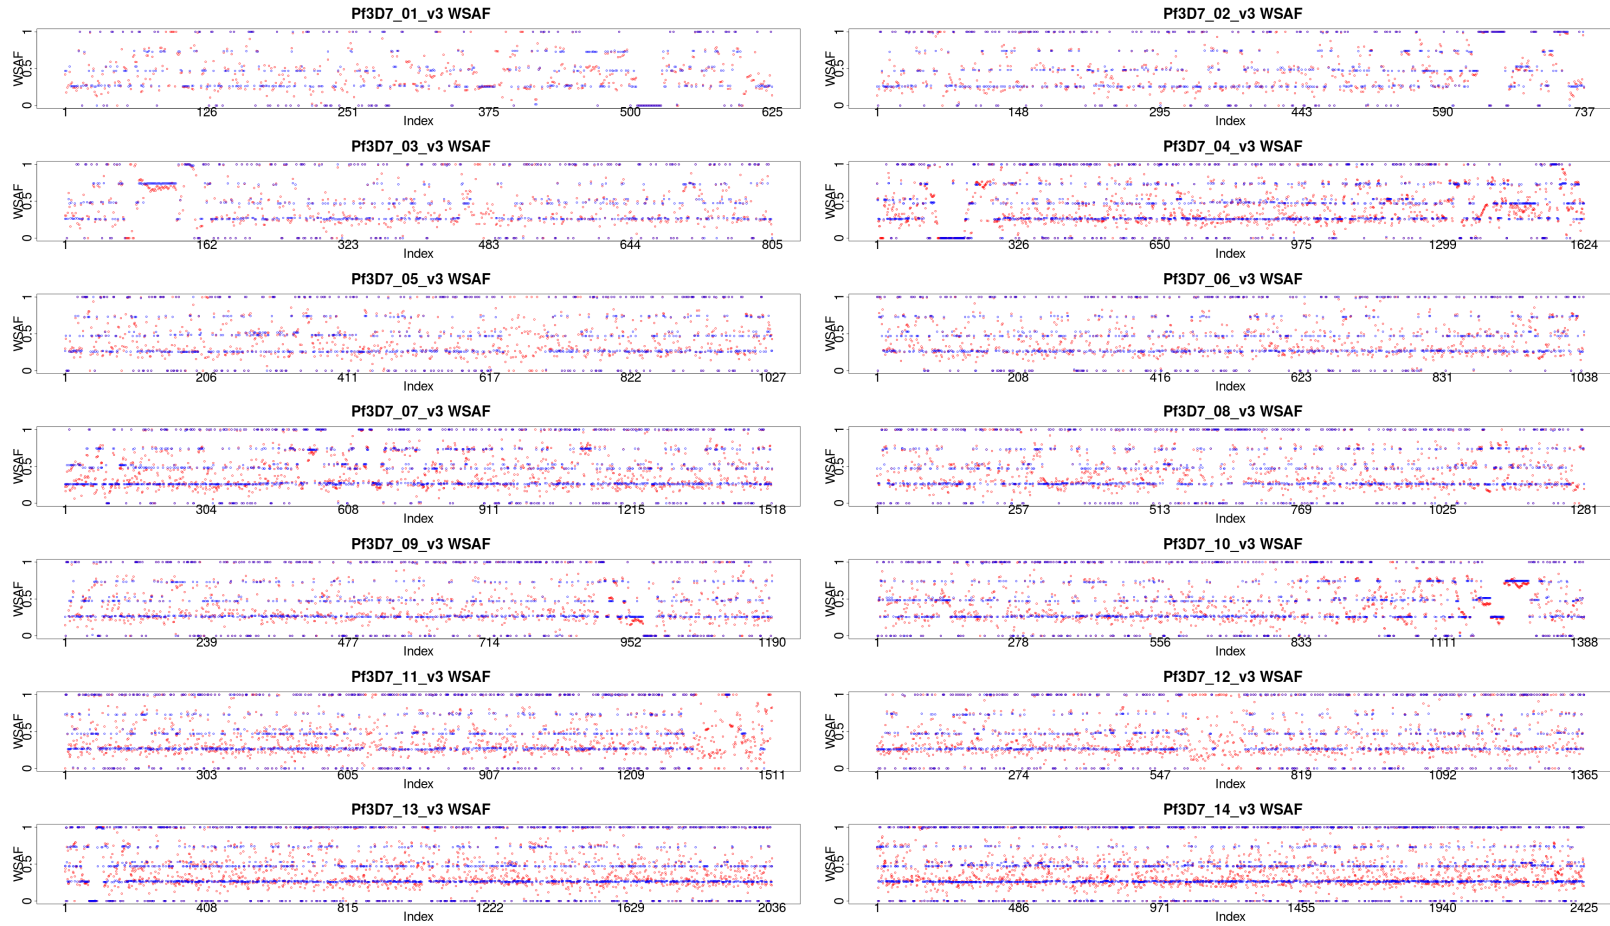 Pf3D7_01_v3 WSAF
WSAF
0 0.5 1
1 126 251 375 500 625
Index
Pf3D7_02_v3 WSAF
WSAF
0 0.5 1
1 148 295 443 590 737
Index
Pf3D7_03_v3 WSAF
WSAF
0 0.5 1
1 162 323 483 644 805
Index
Pf3D7_04_v3 WSAF
WSAF
0 0.5 1
1 326 650 975 1299 1624
Index
Pf3D7_05_v3 WSAF
WSAF
0 0.5 1
1 206 411 617 822 1027
Index
Pf3D7_06_v3 WSAF
WSAF
0 0.5 1
1 208 416 623 831 1038
Index
Pf3D7_07_v3 WSAF
WSAF
0 0.5 1
1 304 608 911 1215 1518
Index
Pf3D7_08_v3 WSAF
WSAF
0 0.5 1
1 257 513 769 1025 1281
Index
Pf3D7_09_v3 WSAF
WSAF
0 0.5 1
1 239 477 714 952 1190
Index
Pf3D7_10_v3 WSAF
WSAF
0 0.5 1
1 278 556 833 1111 1388
Index
Pf3D7_11_v3 WSAF
WSAF
0 0.5 1
1 303 605 907 1209 1511
Index
Pf3D7_12_v3 WSAF
WSAF
0 0.5 1
1 274 547 819 1092 1365
Index
Pf3D7_13_v3 WSAF
WSAF
0 0.5 1
1 408 815 1222 1629 2036
Index
Pf3D7_14_v3 WSAF
WSAF
0 0.5 1
1 486 971 1455 1940 2425
Index